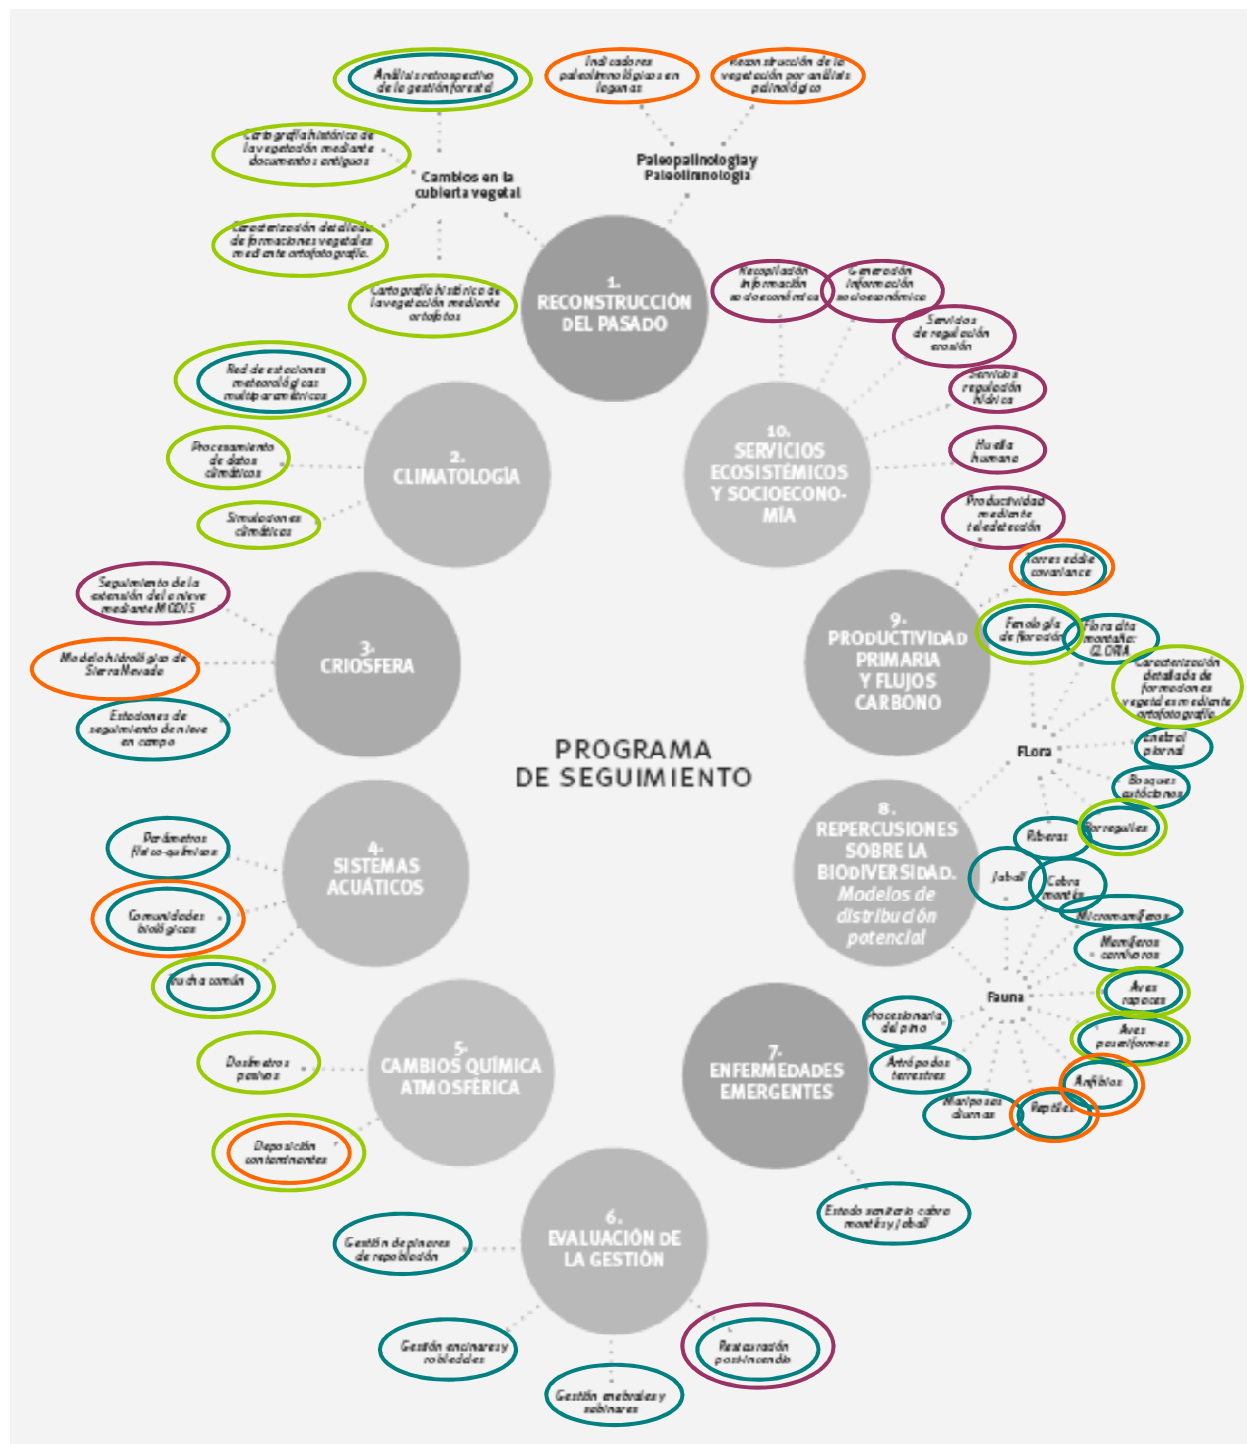 Análisis retrospectivo
de la gestión forestal
Indicadores
paleolimnológicos en
lagunas
Reconstrucción de la
vegetación por análisis
palinológico
Cartografía histórica de
la vegetación mediante
documentos antiguos
Cambios en la
cubierta vegetal
Paleopalinología y
Paleolimnología
Caracterización detallada
de formaciones vegetales
mediante ortofotografía.
Cartografía histórica de
la vegetación mediante
ortofotos
1.
RECONSTRUCCIÓN
DEL PASADO
Recopilación
información
socioeconómica
Generación
información
socioeconómica
Servicios
de regulación
erosión
Servicios
regulación
hídrica
Huella
humana
10.
SERVICIOS
ECOSISTÉMICOS
Y SOCIOECONO-
MÍA
Red de estaciones
meteorológicas
multiparamétricas
Procesamiento
de datos
climáticos
Simulaciones
climáticas
2.
CLIMATOLOGÍA
Productividad
mediante
teledetección
Torres eddie
covariance
9.
PRODUCTIVIDAD
PRIMARIA
Y FLUJOS
CARBONO
Seguimiento de la
extensión de la nieve
mediante MODIS
Modelo hidrológico de
Sierra Nevada
Estaciones de
seguimiento de nieve
en campo
3.
CRIOSFERA
PROGRAMA
DE SEGUIMIENTO
Fenología
de floración
Flora alta
montaña:
GLORIA
Caracterización
detallada de
formaciones
vegetales mediante
ortofotografía.
Enebral
piornal
Bosques
autóctonos
Borreguiles
Riberas
FLora
8.
REPERCUSIONES
SOBRE LA
BIODIVERSIDAD.
Modelos de
distribución
potencial
Jabalí
Cabra
montés
Micromamíferos
Mamíferos
carnívoros
Aves
rapaces
Aves
paseriformes
Anfibios
Reptiles
Mariposas
diurnas
Artrópodos
terrestres
Procesionaria
del pino
Fauna
Parámetros
físico-químicos
Comunidades
biológicas
Trucha común
4.
SISTEMAS
ACUÁTICOS
Dosímetros
pasivos
Deposición
contaminantes
5.
CAMBIOS QUÍMICA
ATMOSFÉRICA
7.
ENFERMEDADES
EMERGENTES
Estado sanitario cabra
montés y jabalí
6.
EVALUACIÓN DE
LA GESTIÓN
Gestión de pinares
de repoblación
Gestión encinares y
robledales
Gestión enebrales y
sabinares
Restauración
post-incendio